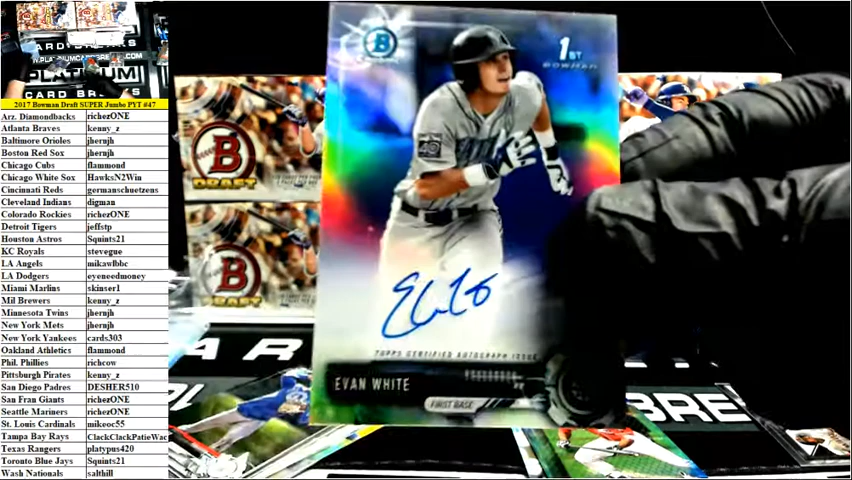 CARD BREAKS
PLATINUM
CARD BREAKS
2017 Bowman Draft SUPER Jumbo PYT #47
Arz. Diamondbacks richezONE
Atlanta Braves kenny_z
Baltimore Orioles jhernjh
Boston Red Sox jhernjh
Chicago Cubs flammond
Chicago White Sox HawksN2Win
Cincinnati Reds germanschuetzens
Cleveland Indians digman
Colorado Rockies richezONE
Detroit Tigers jeffstp
Houston Astros Squints21
KC Royals stevegue
LA Angels mikawlbbc
LA Dodgers eyeneedmoney
Miami Marlins skinser1
Mil Brewers kenny_z
Minnesota Twins jhernjh
New York Mets jhernjh
New York Yankees cards303
Oakland Athletics flammond
Phil. Phillies richcow
Pittsburgh Pirates kenny_z
San Diego Padres DESHER510
San Fran Giants richezONE
Seattle Mariners richezONE
St. Louis Cardinals mikeoc55
Tampa Bay Rays ClackClackPatieWac
Texas Rangers platypus420
Toronto Blue Jays Squints21
Wash Nationals salthill
B
1ST
BOWMAN
B
DRAFT
B
DRAFT
TOPPS CERTIFIED AUTOGRAPH ISSUE
EVAN WHITE
FIRST BASE
AR
BRE